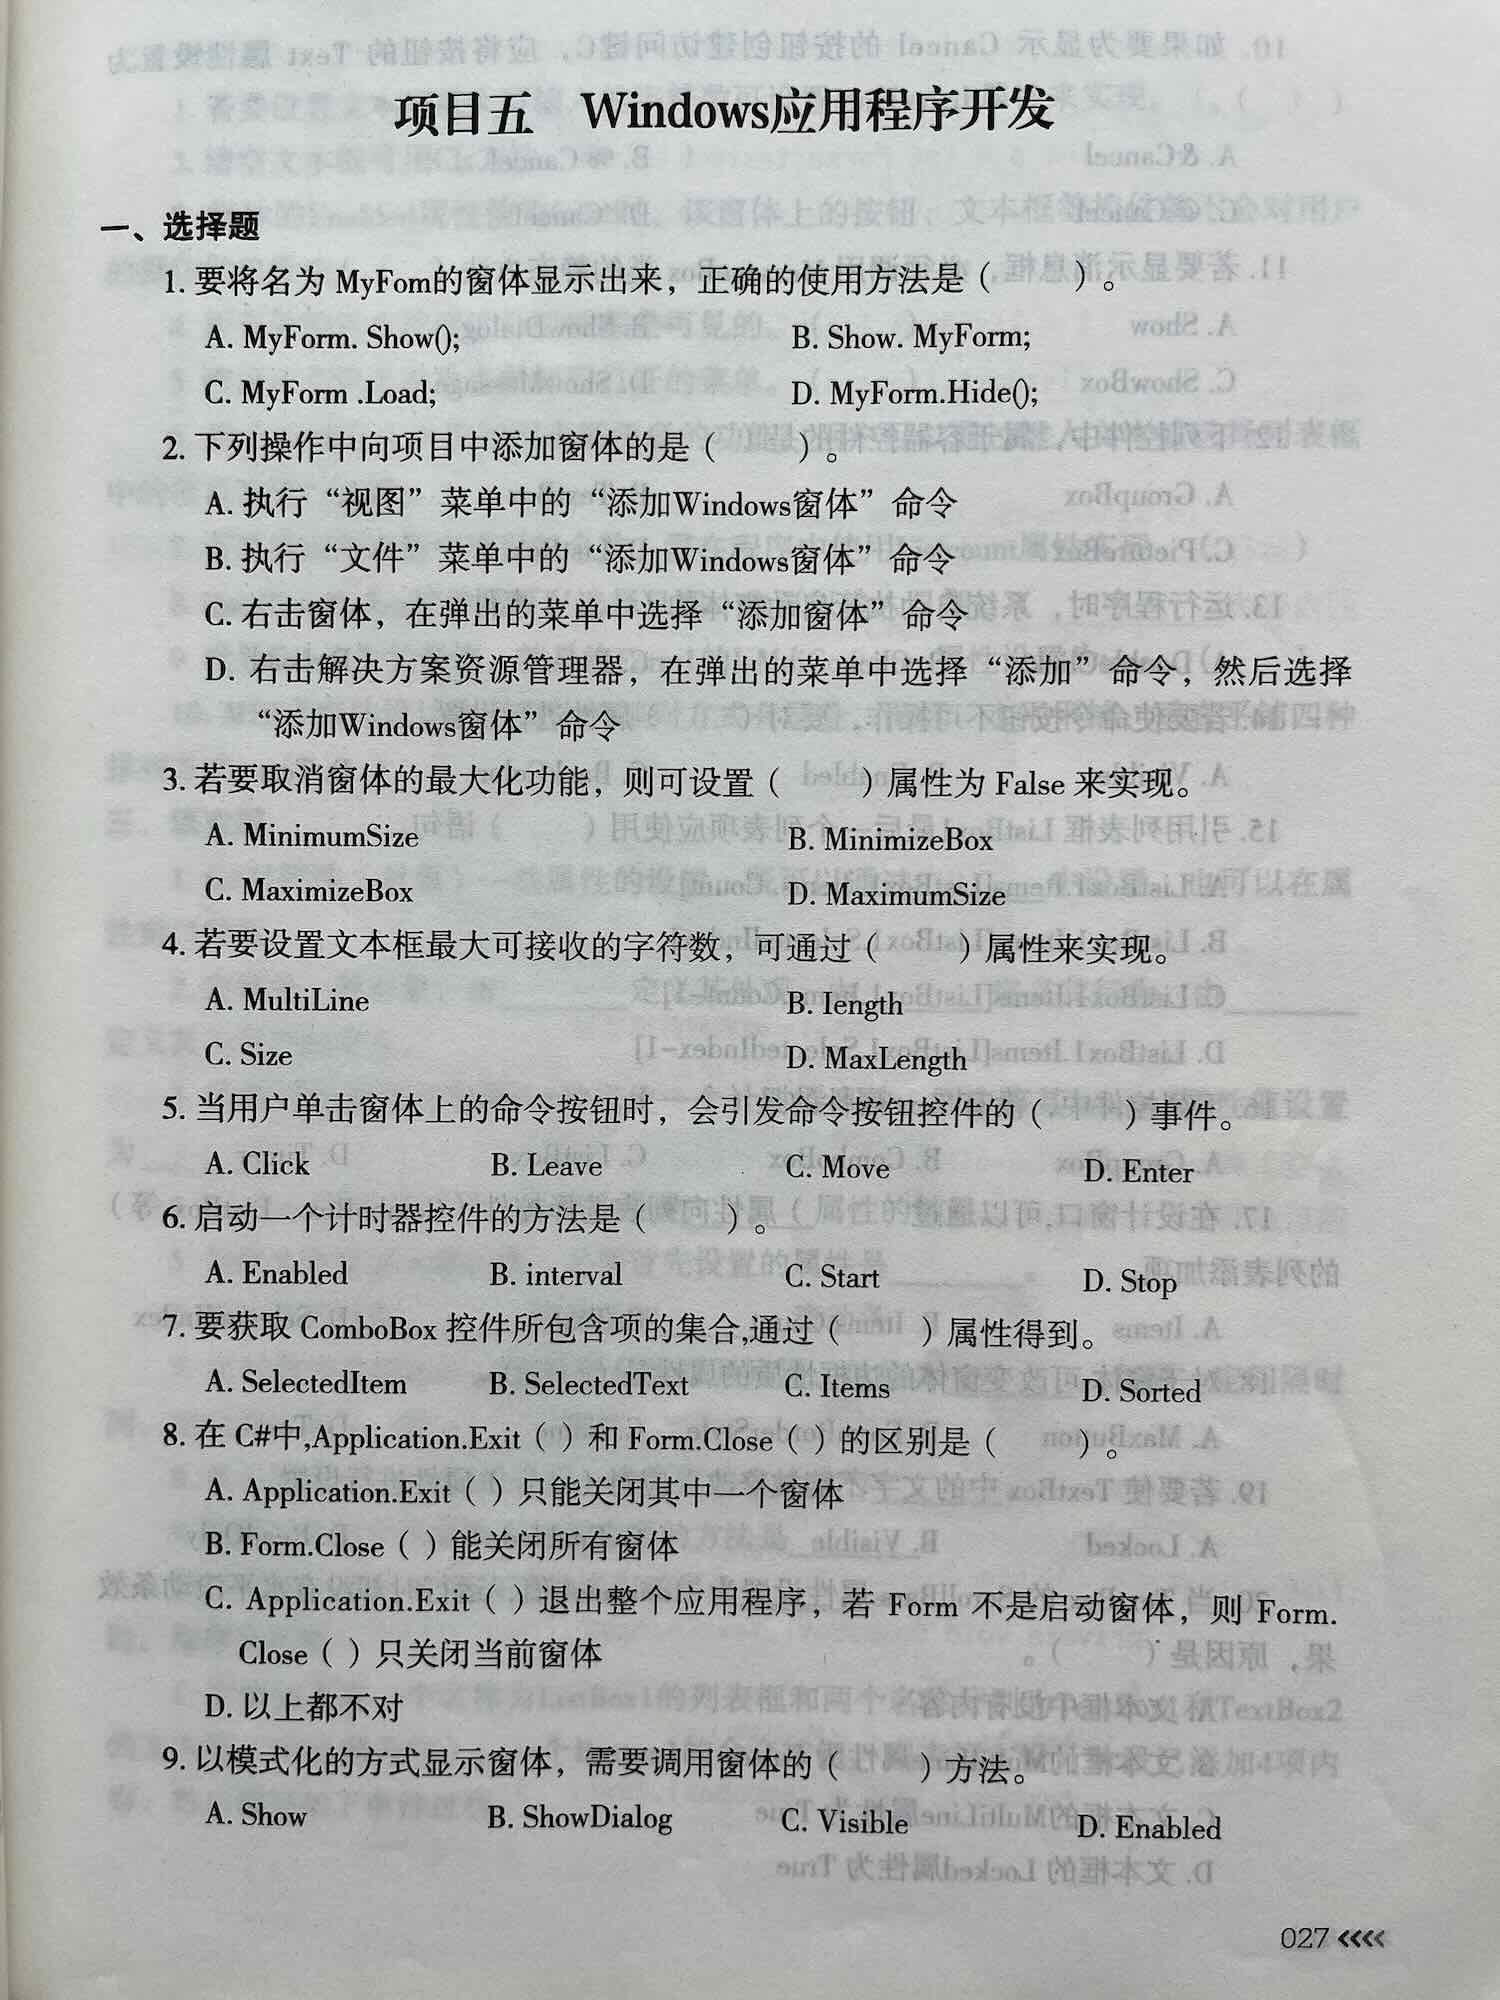 项目五 Windows应用程序开发
一、选择题
1. 要将名为 MyFom的窗体显示出来，正确的使用方法是（ ）。
A. MyForm. Show();
B. Show. MyForm;
C. MyForm .Load;
D. MyForm.Hide();
2. 下列操作中向项目中添加窗体的是（ ）。
A. 执行“视图”菜单中的“添加Windows窗体”命令
B. 执行“文件”菜单中的“添加Windows窗体”命令
C. 右击窗体，在弹出的菜单中选择“添加窗体”命令
D. 右击解决方案资源管理器，在弹出的菜单中选择“添加”命令，然后选择
“添加Windows窗体”命令
3. 若要取消窗体的最大化功能，则可设置（ ）属性为 False 来实现。
A. MinimumSize
B. MinimizeBox
C. MaximizeBox
D. MaximumSize
4. 若要设置文本框最大可接收的字符数，可通过（ ）属性来实现。
A. MultiLine
B. Iength
C. Size
D. MaxLength
5. 当用户单击窗体上的命令按钮时，会引发命令按钮控件的（ ）事件。
A. Click B. Leave C. Move D. Enter
6. 启动一个计时器控件的方法是（ ）。
A. Enabled B. interval C. Start D. Stop
7. 要获取 ComboBox 控件所包含项的集合,通过（ ）属性得到。
A. SelectedItem B. SelectedText C. Items D. Sorted
8. 在 C#中,Application.Exit（ ）和 Form.Close（ ）的区别是（ ）。
A. Application.Exit（ ）只能关闭其中一个窗体
B. Form.Close（ ）能关闭所有窗体
C. Application.Exit（ ）退出整个应用程序，若 Form 不是启动窗体，则 Form.
Close（ ）只关闭当前窗体
D. 以上都不对
9. 以模式化的方式显示窗体，需要调用窗体的（ ）方法。
A. Show B. ShowDialog C. Visible D. Enabled
027